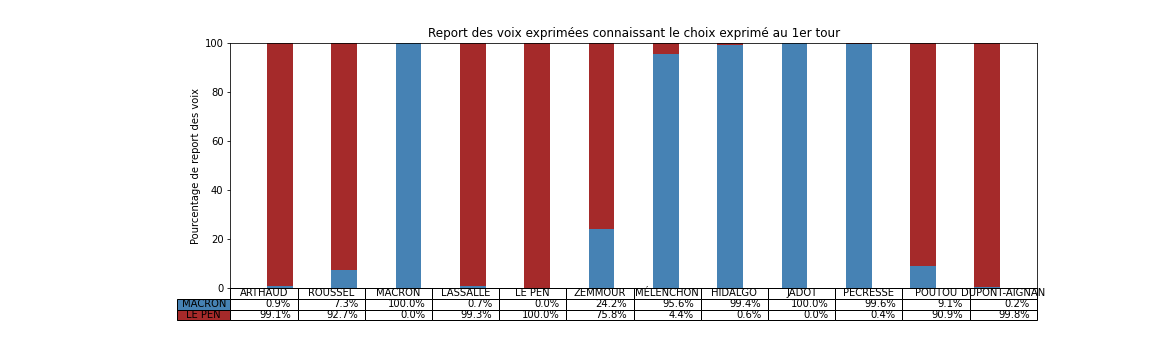 Report des voix exprimées connaissant le choix exprimé au 1er tour
Pourcentage de report des voix
100
80
60
40
20
0
ARTHAUD ROUSSEL MACRON LASSALLE LE PEN ZEMMOUR MÉLENCHON HIDALGO JADOT PÉCRESSE POUTOU DUPONT-AIGNAN
MACRON 0.9% 7.3% 100.0% 0.7% 0.0% 24.2% 95.6% 99.4% 100.0% 99.6% 9.1% 0.2%
LE PEN 99.1% 92.7% 0.0% 99.3% 100.0% 75.8% 4.4% 0.6% 0.0% 0.4% 90.9% 99.8%